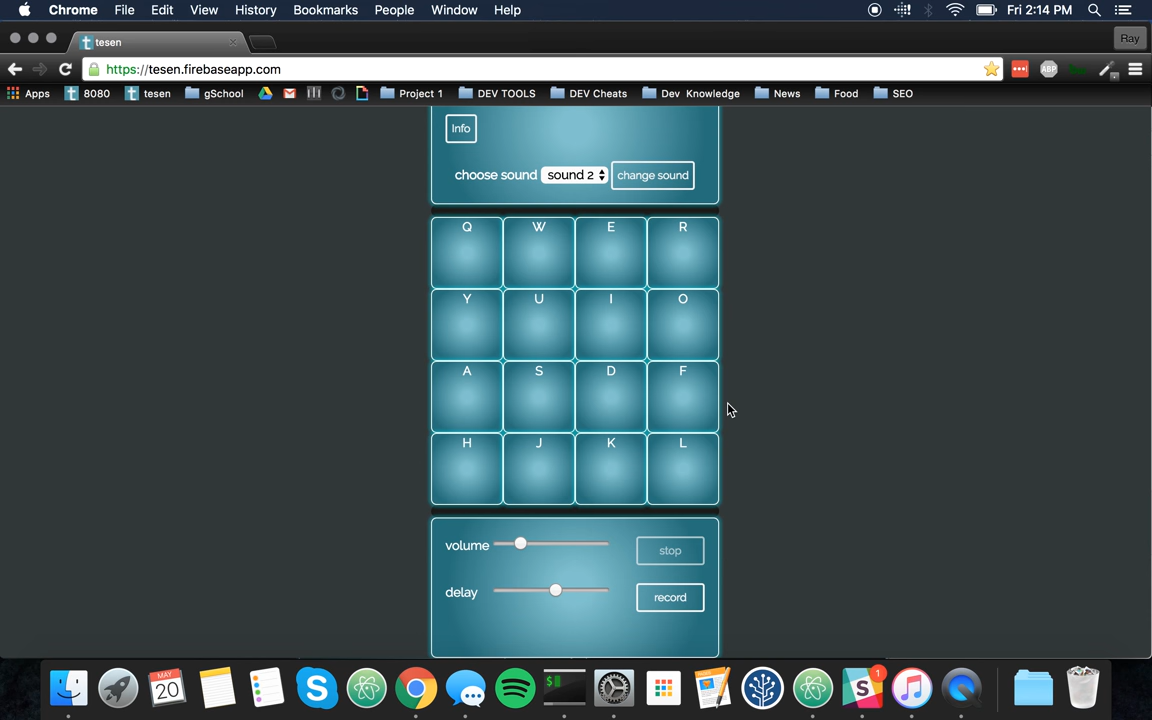 Chrome File Edit View History Bookmarks People Window Help Fri 2:14 PM
tesen Ray
https://tesen.firebaseapp.com ABP
Apps 8080 tesen gSchool Project 1 DEV TOOLS DEV Cheats Dev Knowledge News Food SEO
Info
choose sound sound 2 change sound
Q W E R
Y U I O
A S D F
H J K L
volume stop
delay record
MAY
20
$
S
1